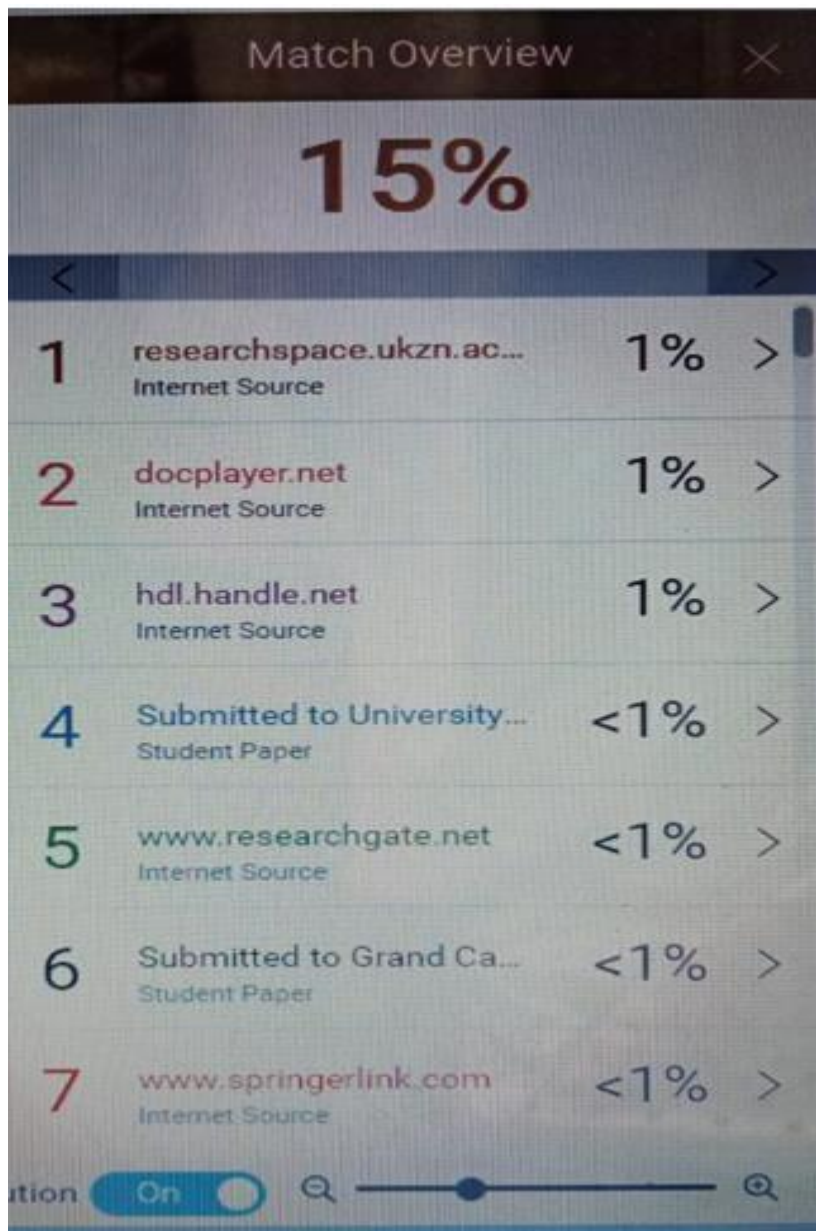 Match Overview
15%
1 researchspace.ukzn.ac... 1% >
Internet Source
2 docplayer.net 1% >
Internet Source
3 hdl.handle.net 1% >
Internet Source
4 Submitted to University... <1% >
Student Paper
5 www.researchgate.net <1% >
Internet Source
6 Submitted to Grand Ca... <1% >
Student Paper
7 www.springerlink.com <1% >
Internet Source
ution On